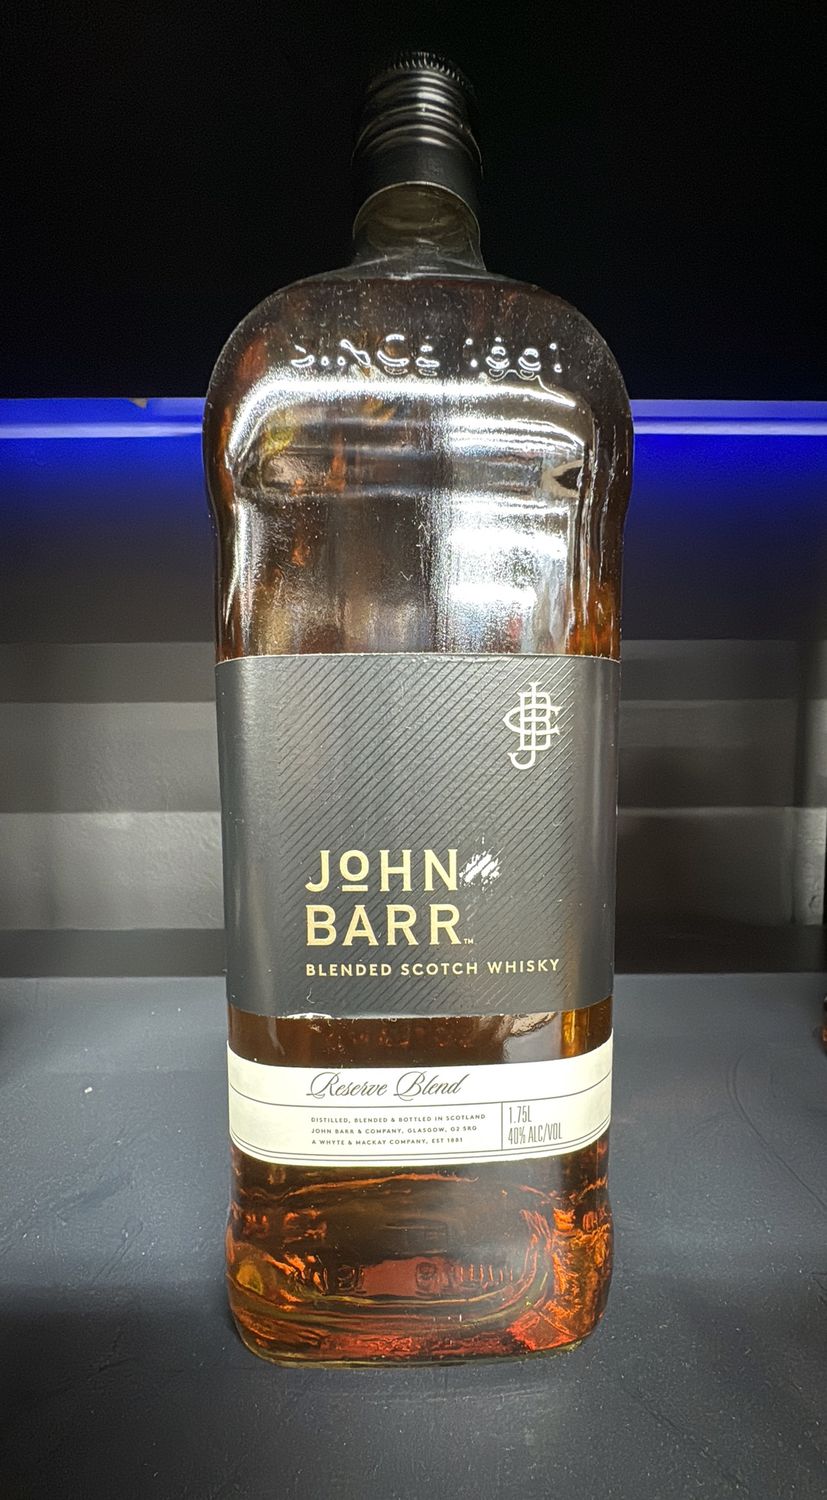 SINCE 1881
JOHN
BARR™
BLENDED SCOTCH WHISKY
Reserve Blend
DISTILLED, BLENDED & BOTTLED IN SCOTLAND
JOHN BARR & COMPANY, GLASGOW, G2 5RG
A WHYTE & MACKAY COMPANY, EST 1881
1.75L
40% ALC/VOL